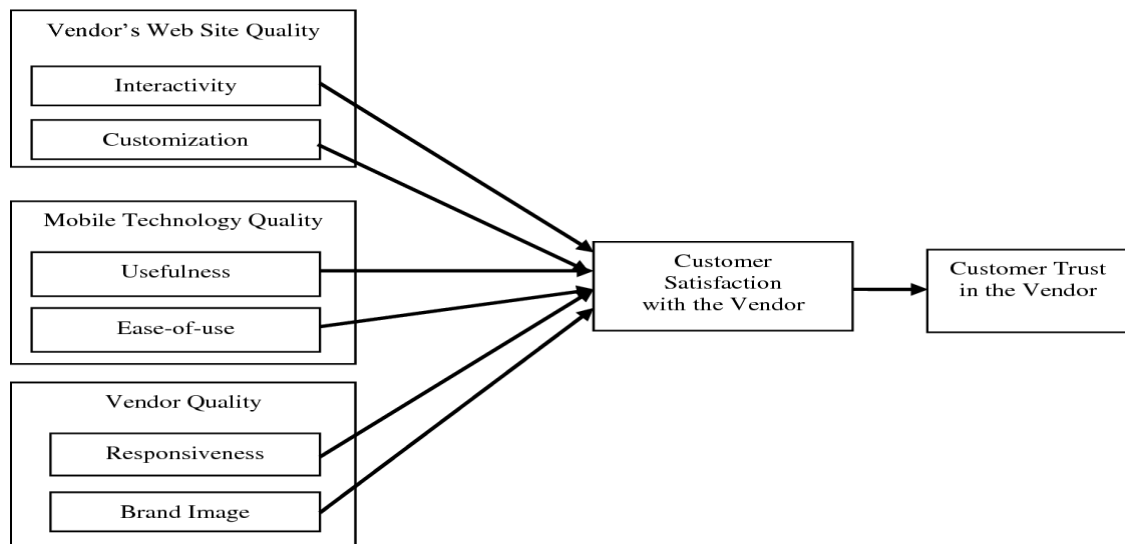 Vendor's Web Site Quality
Interactivity
Customization
Mobile Technology Quality
Usefulness
Ease-of-use
Vendor Quality
Responsiveness
Brand Image
Customer
Satisfaction
with the Vendor
Customer Trust
in the Vendor